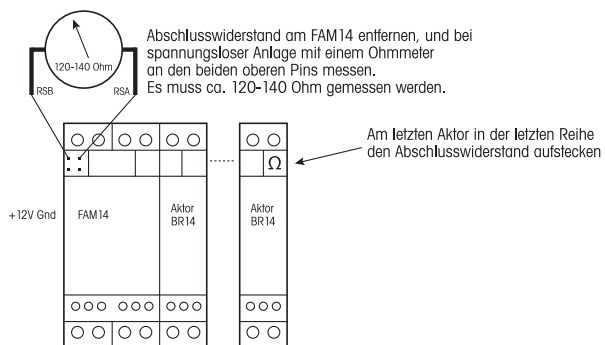 Abschlusswiderstand am FAM14 entfernen, und bei
spannungsloser Anlage mit einem Ohmmeter
an den beiden oberen Pins messen.
Es muss ca. 120-140 Ohm gemessen werden.
120-140 Ohm
RSB
RSA
Am letzten Aktor in der letzten Reihe
den Abschlusswiderstand aufstecken
Ω
+12V Gnd
FAM14
Aktor
BR14
Aktor
BR14